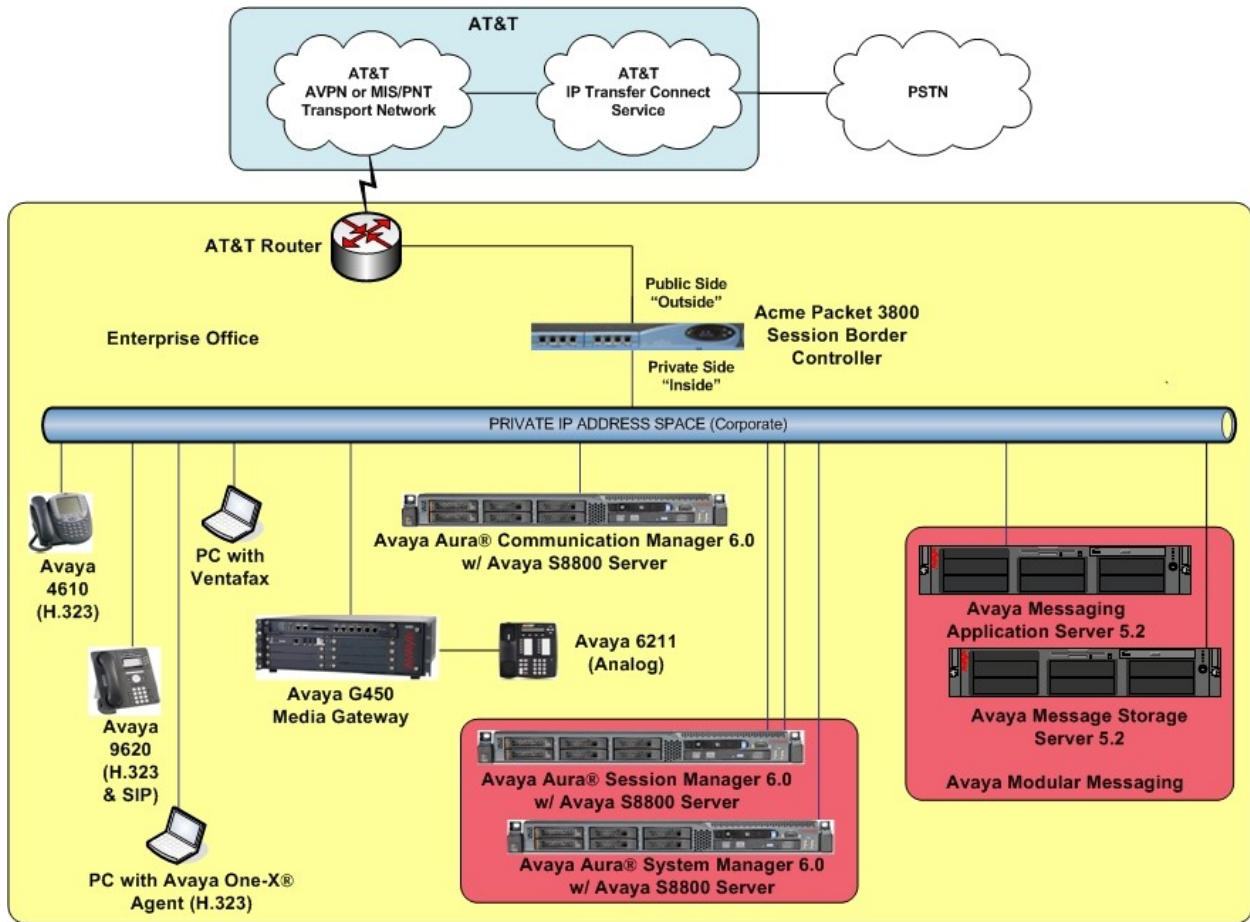 AT&T
AT&T
AVPN or MIS/PNT
Transport Network
AT&T
IP Transfer Connect
Service
PSTN
AT&T Router
Public Side
“Outside”
Acme Packet 3800
Session Border
Controller
Enterprise Office
Private Side
“Inside”
PRIVATE IP ADDRESS SPACE (Corporate)
Avaya
4610
(H.323)
PC with
Ventafax
Avaya Aura® Communication Manager 6.0
w/ Avaya S8800 Server
Avaya
9620
(H.323
& SIP)
Avaya G450
Media Gateway
Avaya 6211
(Analog)
PC with Avaya One-X®
Agent (H.323)
Avaya Aura® Session Manager 6.0
w/ Avaya S8800 Server
Avaya Aura® System Manager 6.0
w/ Avaya S8800 Server
Avaya Messaging
Application Server 5.2
Avaya Message Storage
Server 5.2
Avaya Modular Messaging